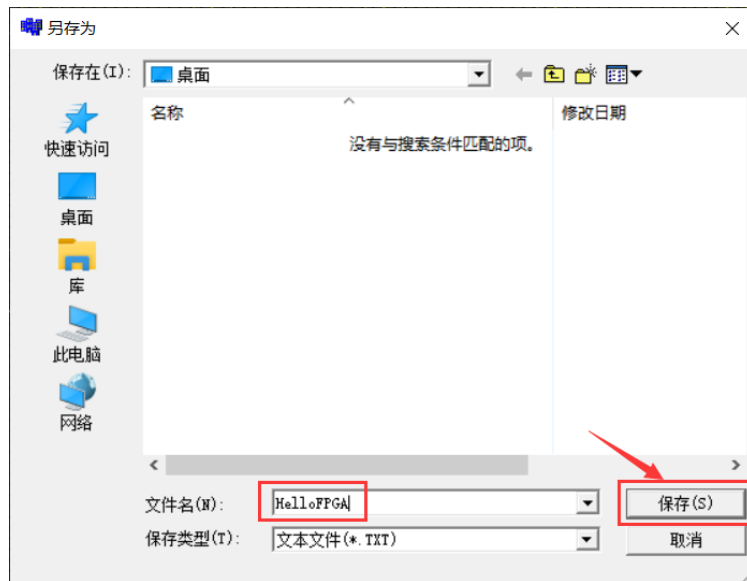 另存为
保存在(I):
桌面
名称
修改日期
没有与搜索条件匹配的项。
快速访问
桌面
库
此电脑
网络
文件名(N):
HelloFPGA
保存(S)
保存类型(T):
文本文件(*.TXT)
取消